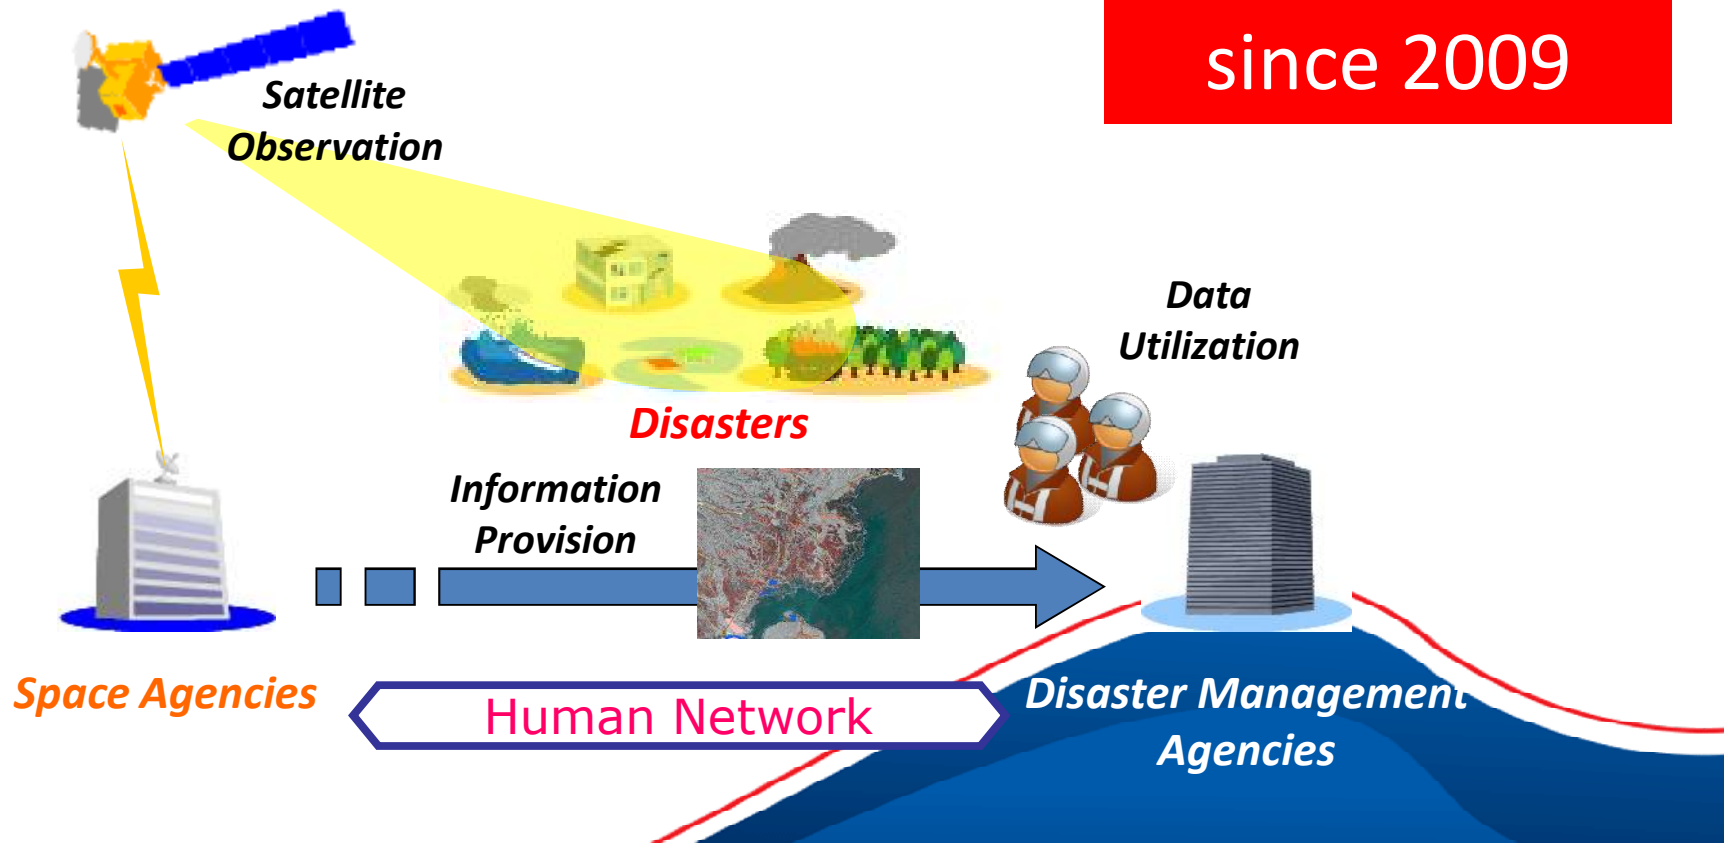 since 2009
Satellite
Observation
Data
Utilization
Disasters
Information
Provision
Space Agencies
Human Network
Disaster Management
Agencies